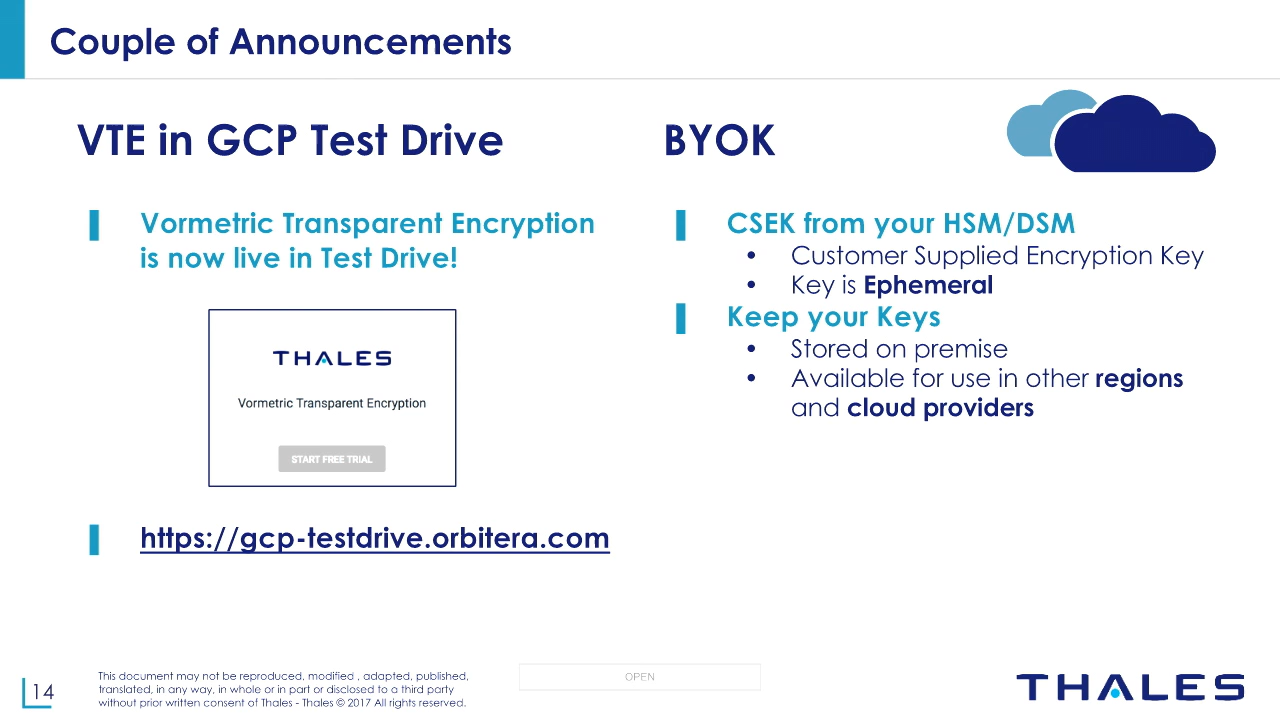 Couple of Announcements
VTE in GCP Test Drive
Vormetric Transparent Encryption
is now live in Test Drive!
THALES
Vormetric Transparent Encryption
START FREE TRIAL
https://gcp-testdrive.orbitera.com
BYOK
CSEK from your HSM/DSM
• Customer Supplied Encryption Key
• Key is Ephemeral
Keep your Keys
• Stored on premise
• Available for use in other regions
and cloud providers
14
This document may not be reproduced, modified , adapted, published,
translated, in any way, in whole or in part or disclosed to a third party
without prior written consent of Thales - Thales © 2017 All rights reserved.
OPEN
THALES